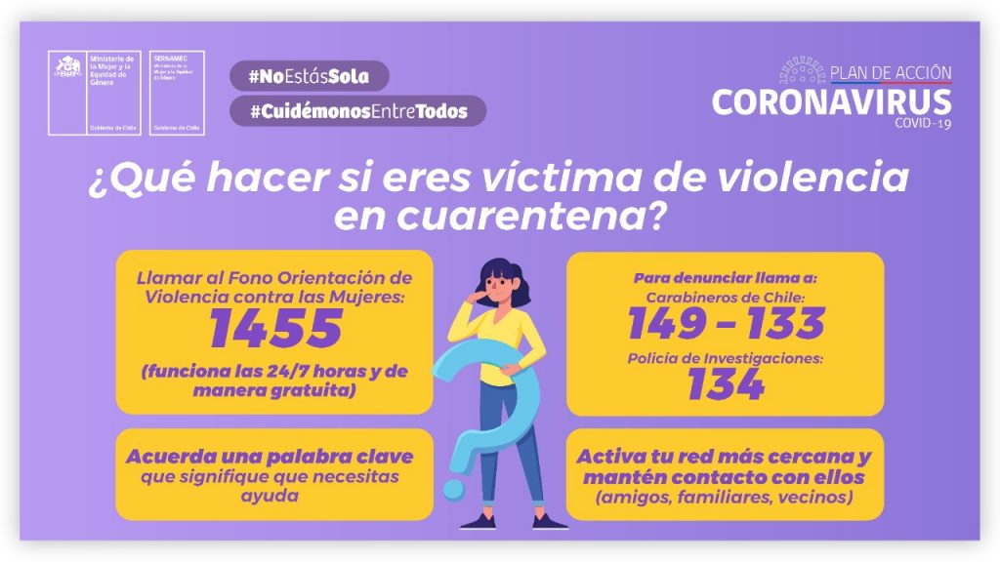 Ministerio de
la Mujer y la
Equidad de
Género
Gobierno de Chile
SERNAMEG
Ministerio de la
Mujer y la Equidad
de Género
Gobierno de Chile
#NoEstásSola
#CuidémonosEntreTodos
PLAN DE ACCIÓN
CORONAVIRUS
COVID-19
¿Qué hacer si eres víctima de violencia
en cuarentena?
Llamar al Fono Orientación de
Violencia contra las Mujeres:
1455
(funciona las 24/7 horas y de
manera gratuita)
Para denunciar llama a:
Carabineros de Chile:
149 – 133
Policía de Investigaciones:
134
Acuerda una palabra clave
que signifique que necesitas
ayuda
Activa tu red más cercana y
mantén contacto con ellos
(amigos, familiares, vecinos)